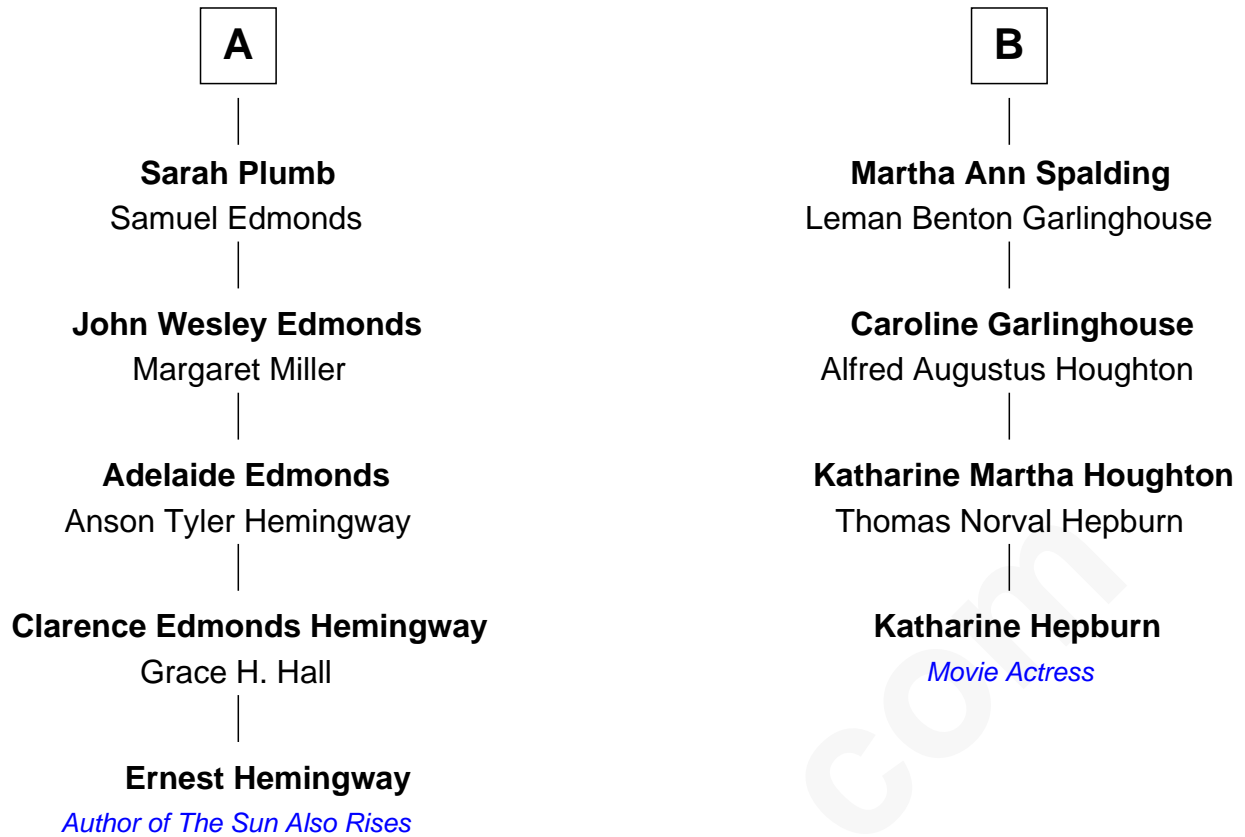 A
Sarah Plumb
Samuel Edmonds
John Wesley Edmonds
Margaret Miller
Adelaide Edmonds
Anson Tyler Hemingway
Clarence Edmonds Hemingway
Grace H. Hall
Ernest Hemingway
Author of The Sun Also Rises
B
Martha Ann Spalding
Leman Benton Garlinghouse
Caroline Garlinghouse
Alfred Augustus Houghton
Katharine Martha Houghton
Thomas Norval Hepburn
Katharine Hepburn
Movie Actress
com